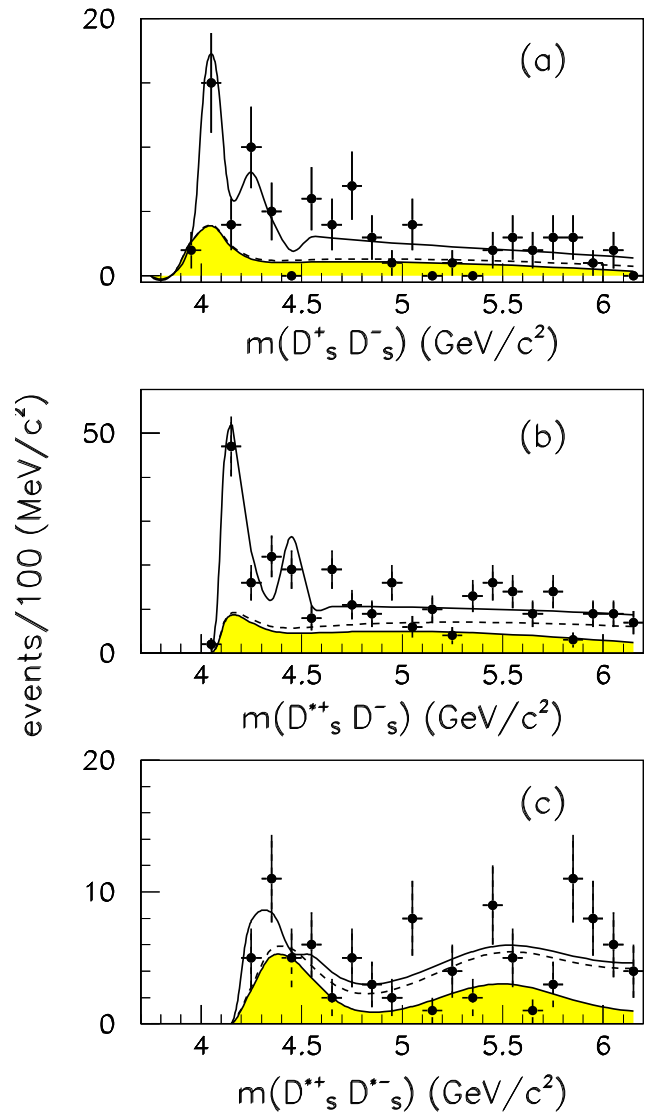 20
(a)
10
0
4 4.5 5 5.5 6
m(D⁺ₛ D⁻ₛ) (GeV/c²)
events/100 (MeV/c²)
50
(b)
0
4 4.5 5 5.5 6
m(D*⁺ₛ D⁻ₛ) (GeV/c²)
20
(c)
10
0
4 4.5 5 5.5 6
m(D*⁺ₛ D*⁻ₛ) (GeV/c²)